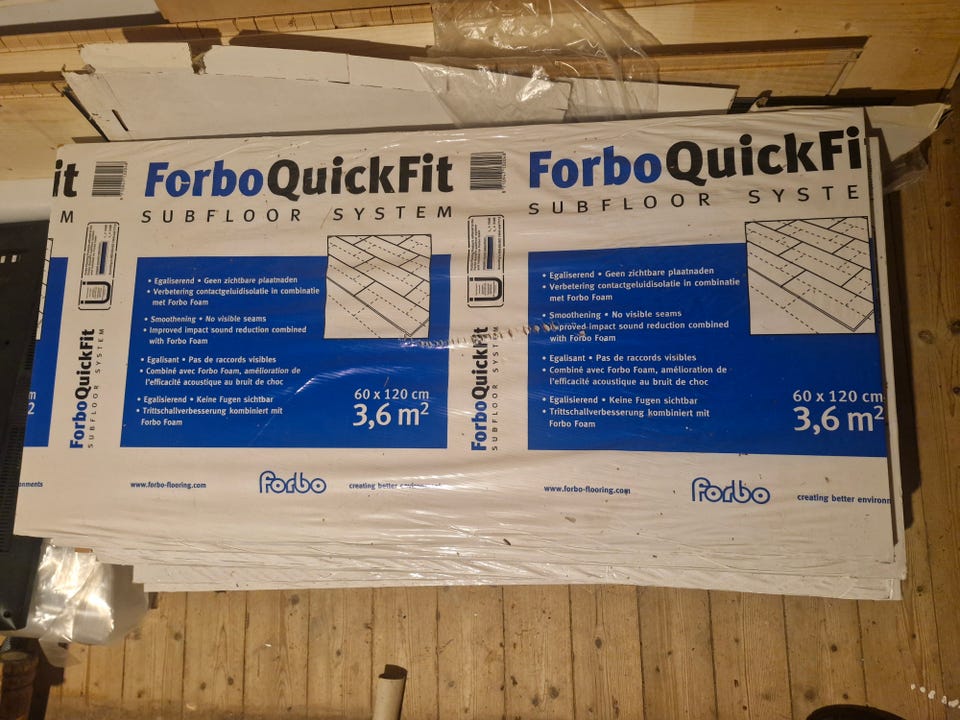 it
M
ForboQuickFit
SUBFLOOR SYSTEM
• Egaliserend • Geen zichtbare plaatnaden
• Verbetering contactgeluidisolatie in combinatie
met Forbo Foam
• Smoothening • No visible seams
• Improved impact sound reduction combined
with Forbo Foam
• Egalisant • Pas de raccords visibles
• Combiné avec Forbo Foam, amélioration de
l'efficacité acoustique au bruit de choc
• Egalisierend • Keine Fugen sichtbar
• Trittschallverbesserung kombiniert mit
Forbo Foam
60 x 120 cm
3,6 m²
www.forbo-flooring.com
Forbo
creating better
ForboQuickFit
SUBFLOOR SYSTEM
2
nments
ForboQuickFi
SUBFLOOR SYSTE
• Egaliserend • Geen zichtbare plaatnaden
• Verbetering contactgeluidisolatie in combinatie
met Forbo Foam
• Smoothening • No visible seams
• Improved impact sound reduction combined
with Forbo Foam
• Egalisant • Pas de raccords visibles
• Combiné avec Forbo Foam, amélioration de
l'efficacité acoustique au bruit de choc
• Egalisierend • Keine Fugen sichtbar
• Trittschallverbesserung kombiniert mit
Forbo Foam
60 x 120 cm
3,6 m²
www.forbo-flooring.com
Forbo
creating better environ
ForboQuickFit
SUBFLOOR SYSTEM